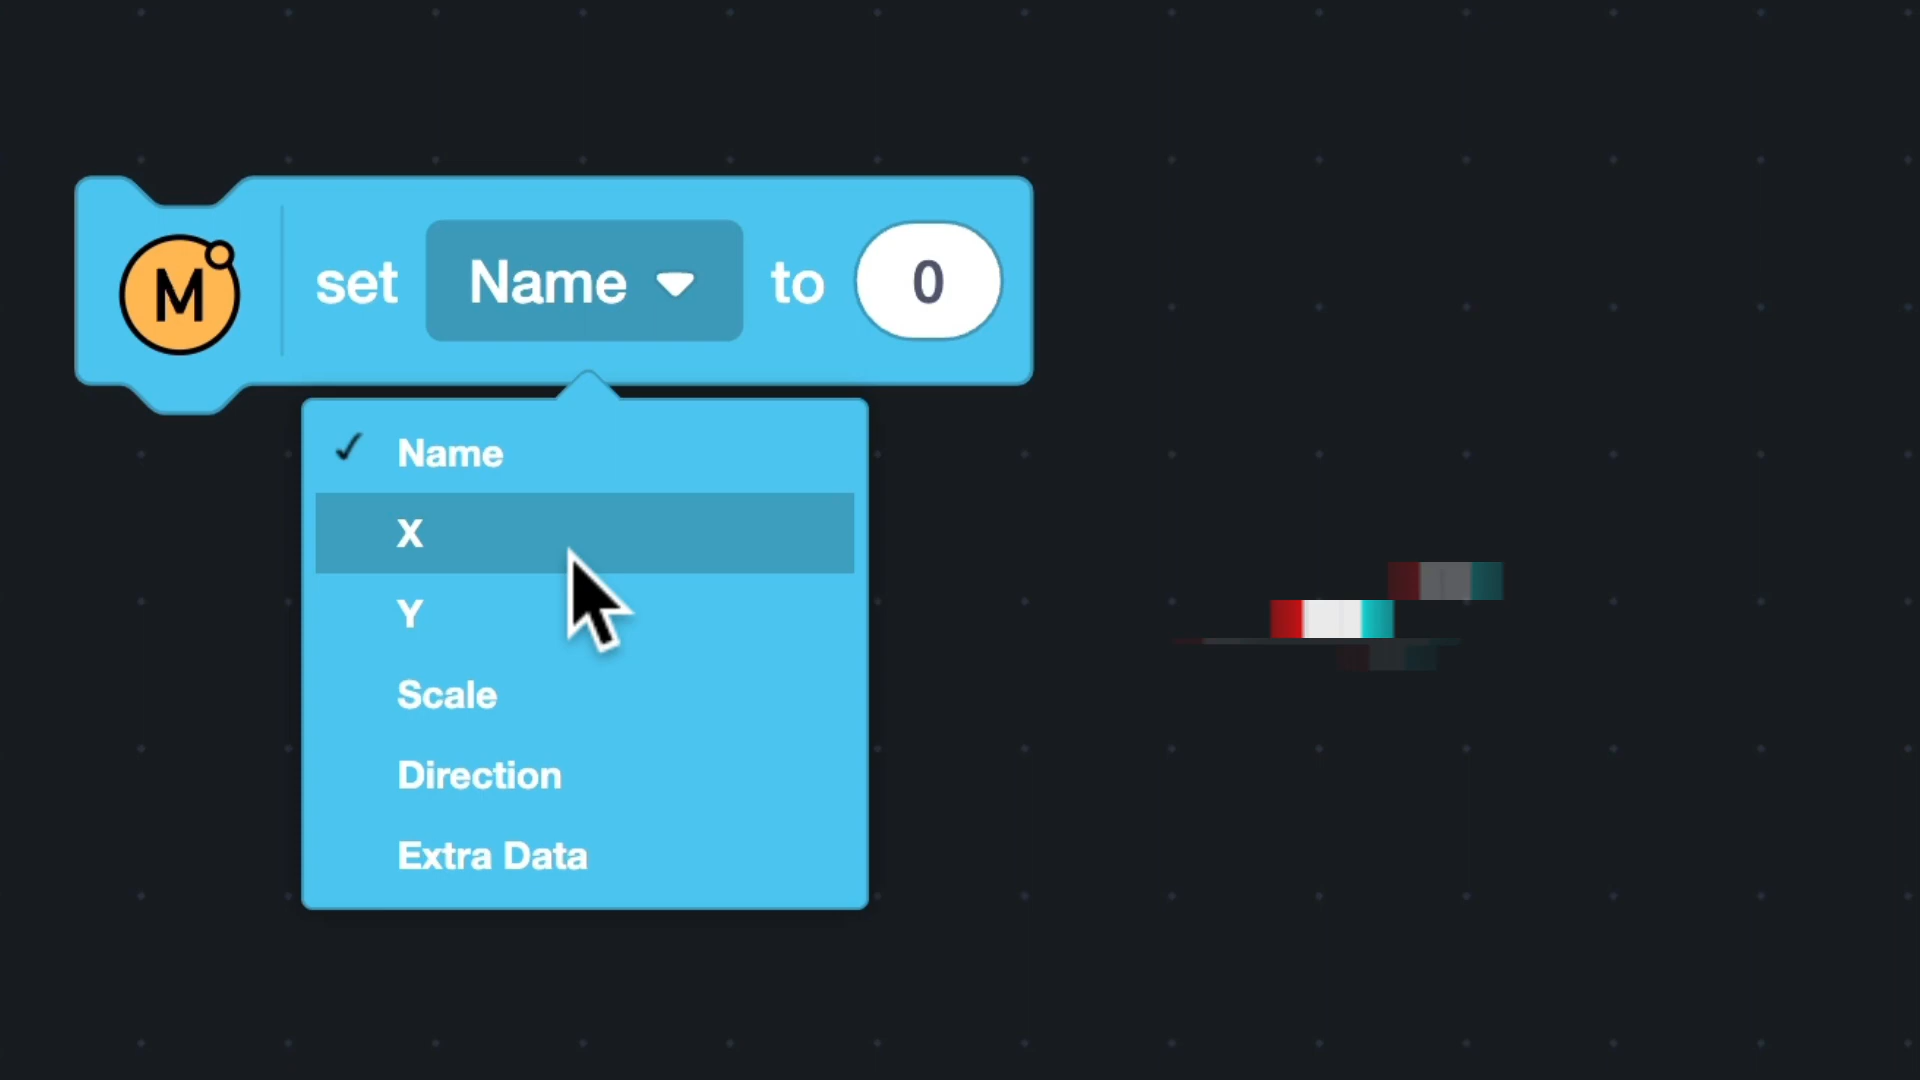 M set Name to 0
✓ Name
X
Y
Scale
Direction
Extra Data